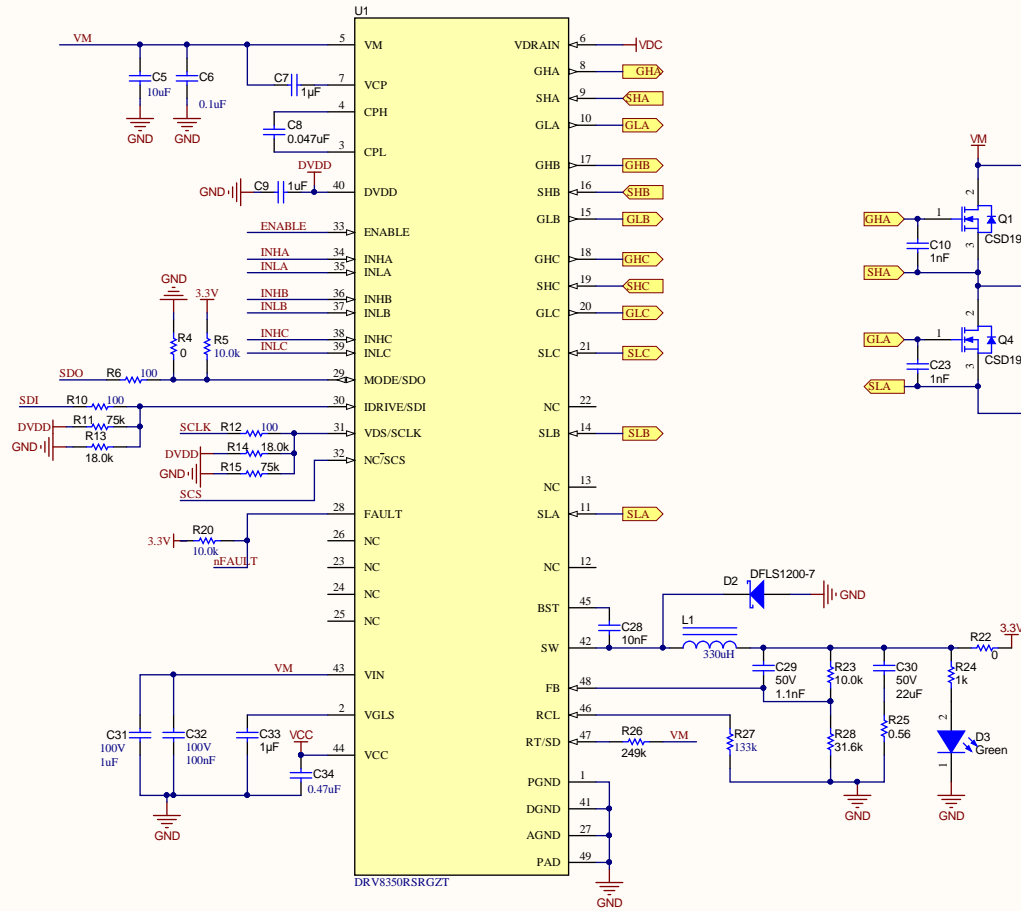 U1
VM
5
VM
C5
10uF
GND
C6
0.1uF
GND
C7
1µF
7
VCP
4
CPH
C8
0.047uF
3
CPL
DVDD
GND
C9
1uF
40
DVDD
ENABLE
33
ENABLE
INHA
34
INHA
INLA
35
INLA
INHB
36
INHB
INLB
37
INLB
INHC
38
INHC
INLC
39
INLC
GND
3.3V
R4
0
R5
10.0k
SDO
R6
100
29
MODE/SDO
SDI
R10
100
30
IDRIVE/SDI
DVDD
R11
75k
GND
R13
18.0k
SCLK
R12
100
31
VDS/SCLK
DVDD
R14
18.0k
GND
R15
75k
32
NC/SCS
SCS
28
FAULT
3.3V
R20
10.0k
nFAULT
26
NC
23
NC
24
NC
25
NC
VM
43
VIN
C31
100V
1uF
C32
100V
100nF
C33
1µF
2
VGLS
VCC
44
VCC
C34
0.47uF
GND
DRV8350RSRGZT
VDRAIN
6
VDC
GHA
8
GHA
SHA
9
SHA
GLA
10
GLA
GHB
17
GHB
SHB
16
SHB
GLB
15
GLB
GHC
18
GHC
SHC
19
SHC
GLC
20
GLC
SLC
21
SLC
NC
22
SLB
14
SLB
NC
13
SLA
11
SLA
NC
12
BST
45
C28
10nF
SW
42
D2
DFLS1200-7
GND
L1
330uH
FB
48
RCL
46
RT/SD
47
R26
249k
VM
R27
133k
C29
50V
1.1nF
R23
10.0k
R28
31.6k
C30
50V
22uF
R25
0.56
GND
R22
0
3.3V
R24
1k
2
D3
Green
1
GND
PGND
1
DGND
41
AGND
27
PAD
49
GND
VM
2
GHA
1
Q1
CSD19
C10
1nF
3
SHA
2
GLA
1
Q4
CSD19
C23
1nF
3
SLA